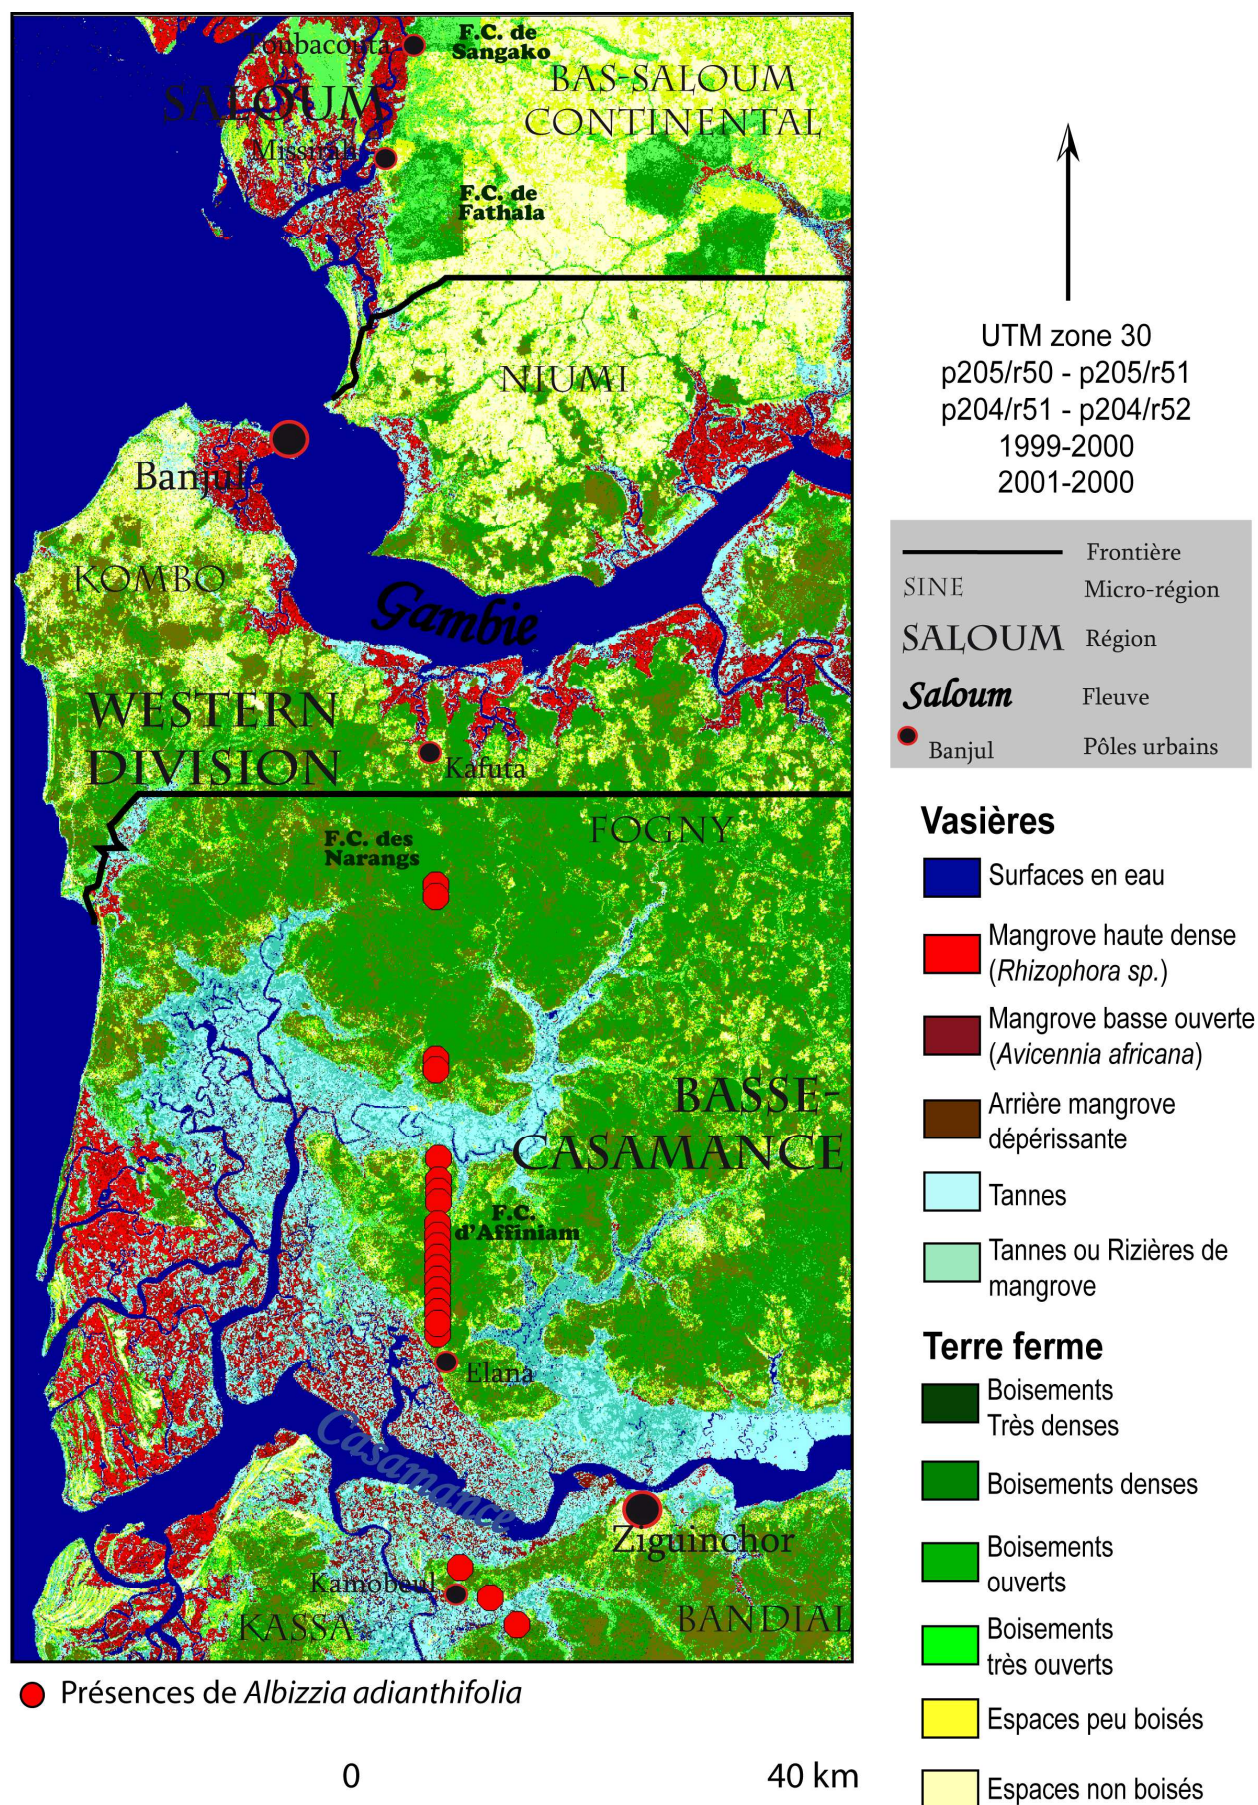 Toubacouta
F.C. de
Sangako
SALOUM
BAS-SALOUM
CONTINENTAL
Missirah
F.C. de
Fathala
NIUMI
Banjul
KOMBO
Gambie
WESTERN
DIVISION
Kafuta
F.C. des
Narangs
FOGNY
BASSE-
CASAMANCE
F.C.
d'Affiniam
Elana
Casamance
Ziguinchor
Kamobeul
KASSA
BANDIAL
Présences de Albizzia adianthifolia
0 40 km
UTM zone 30
p205/r50 - p205/r51
p204/r51 - p204/r52
1999-2000
2001-2000
Frontière
SINE Micro-région
SALOUM Région
Saloum Fleuve
Banjul Pôles urbains
Vasières
Surfaces en eau
Mangrove haute dense
(Rhizophora sp.)
Mangrove basse ouverte
(Avicennia africana)
Arrière mangrove
dépérissante
Tannes
Tannes ou Rizières de
mangrove
Terre ferme
Boisements
Très denses
Boisements denses
Boisements
ouverts
Boisements
très ouverts
Espaces peu boisés
Espaces non boisés